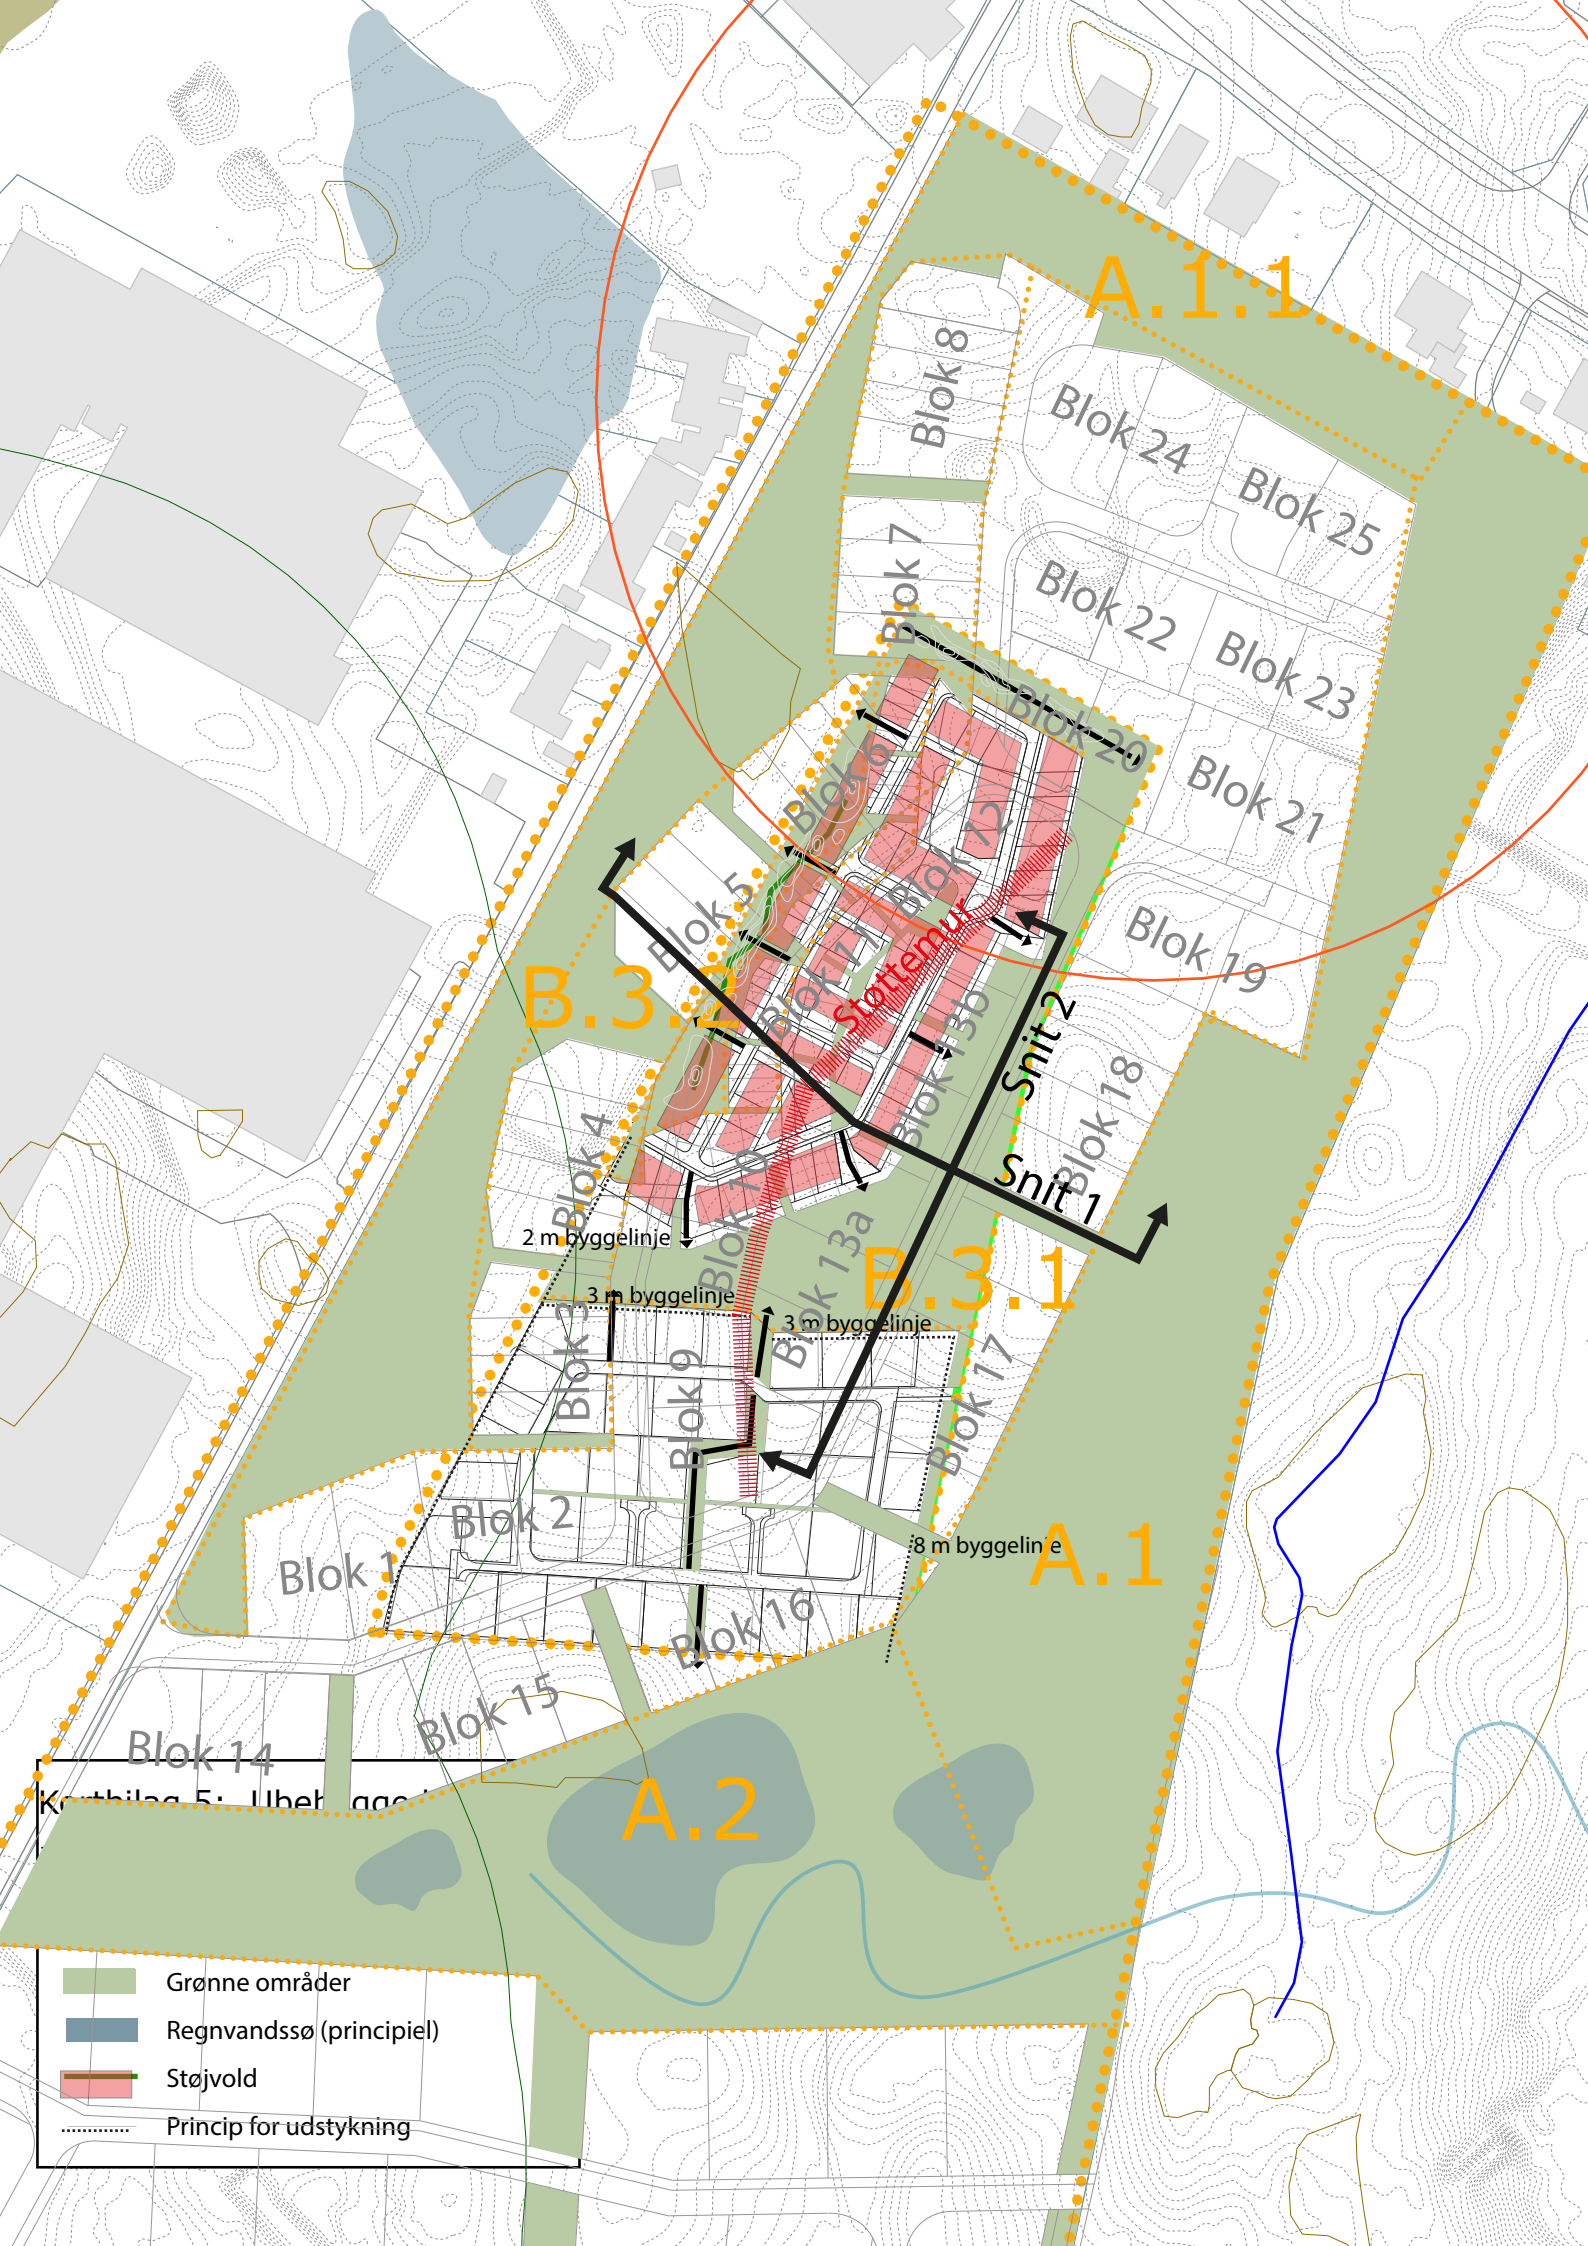 A.1.1
Blok 8
Blok 24
Blok 25
Blok 7
Blok 22
Blok 23
Blok 20
Blok 6
Blok 21
Blok 12
Blok 5
Blok 11
Støttemur
Blok 19
B.3.2
Blok 13b
Snit 2
Blok 18
Blok 4
Blok 10
Snit 1
2 m byggelinje
Blok 13a
B.3.1
3 m byggelinje
3 m byggelinje
Blok 3
Blok 9
Blok 17
Blok 2
Blok 1
8 m byggelinje
A.1
Blok 16
Blok 15
Blok 14
Kortbilag 5:
A.2
Grønne områder
Regnvandssø (principiel)
Støjvold
Princip for udstykning